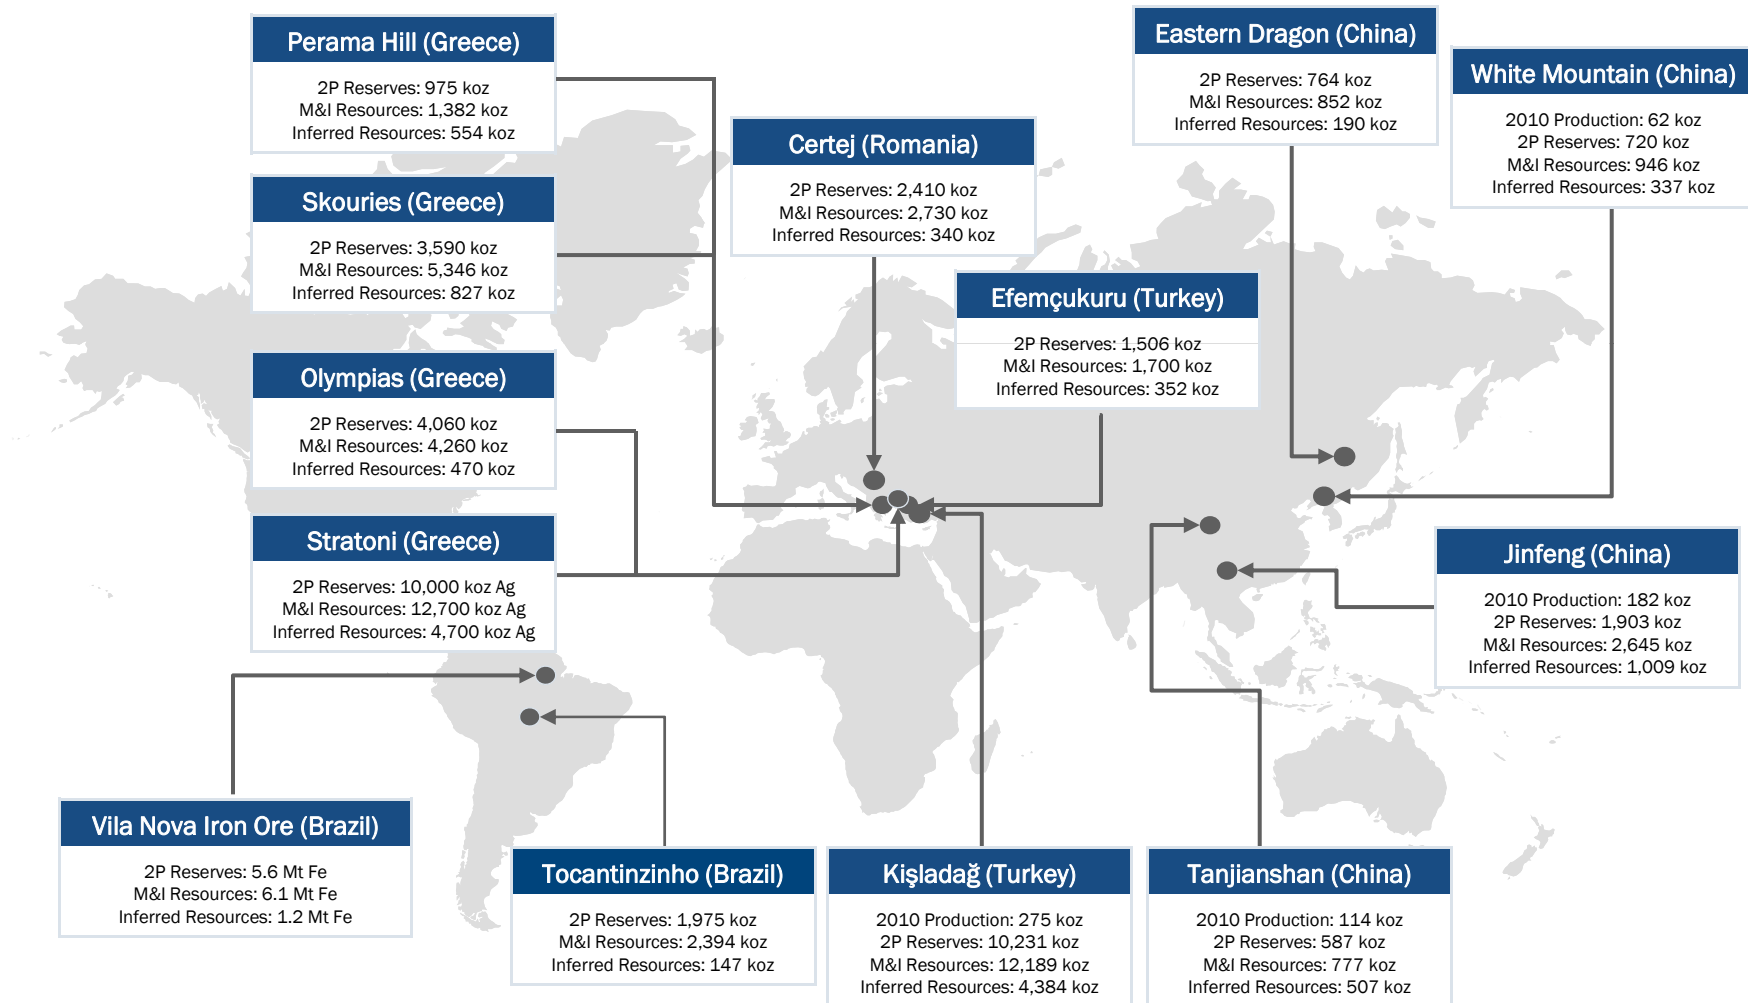 Perama Hill (Greece)
2P Reserves: 975 koz
M&I Resources: 1,382 koz
Inferred Resources: 554 koz
Skouries (Greece)
2P Reserves: 3,590 koz
M&I Resources: 5,346 koz
Inferred Resources: 827 koz
Olympias (Greece)
2P Reserves: 4,060 koz
M&I Resources: 4,260 koz
Inferred Resources: 470 koz
Stratoni (Greece)
2P Reserves: 10,000 koz Ag
M&I Resources: 12,700 koz Ag
Inferred Resources: 4,700 koz Ag
Certej (Romania)
2P Reserves: 2,410 koz
M&I Resources: 2,730 koz
Inferred Resources: 340 koz
Efemçukuru (Turkey)
2P Reserves: 1,506 koz
M&I Resources: 1,700 koz
Inferred Resources: 352 koz
Eastern Dragon (China)
2P Reserves: 764 koz
M&I Resources: 852 koz
Inferred Resources: 190 koz
White Mountain (China)
2010 Production: 62 koz
2P Reserves: 720 koz
M&I Resources: 946 koz
Inferred Resources: 337 koz
Jinfeng (China)
2010 Production: 182 koz
2P Reserves: 1,903 koz
M&I Resources: 2,645 koz
Inferred Resources: 1,009 koz
Vila Nova Iron Ore (Brazil)
2P Reserves: 5.6 Mt Fe
M&I Resources: 6.1 Mt Fe
Inferred Resources: 1.2 Mt Fe
Tocantinzinho (Brazil)
2P Reserves: 1,975 koz
M&I Resources: 2,394 koz
Inferred Resources: 147 koz
Kişladağ (Turkey)
2010 Production: 275 koz
2P Reserves: 10,231 koz
M&I Resources: 12,189 koz
Inferred Resources: 4,384 koz
Tanjianshan (China)
2010 Production: 114 koz
2P Reserves: 587 koz
M&I Resources: 777 koz
Inferred Resources: 507 koz